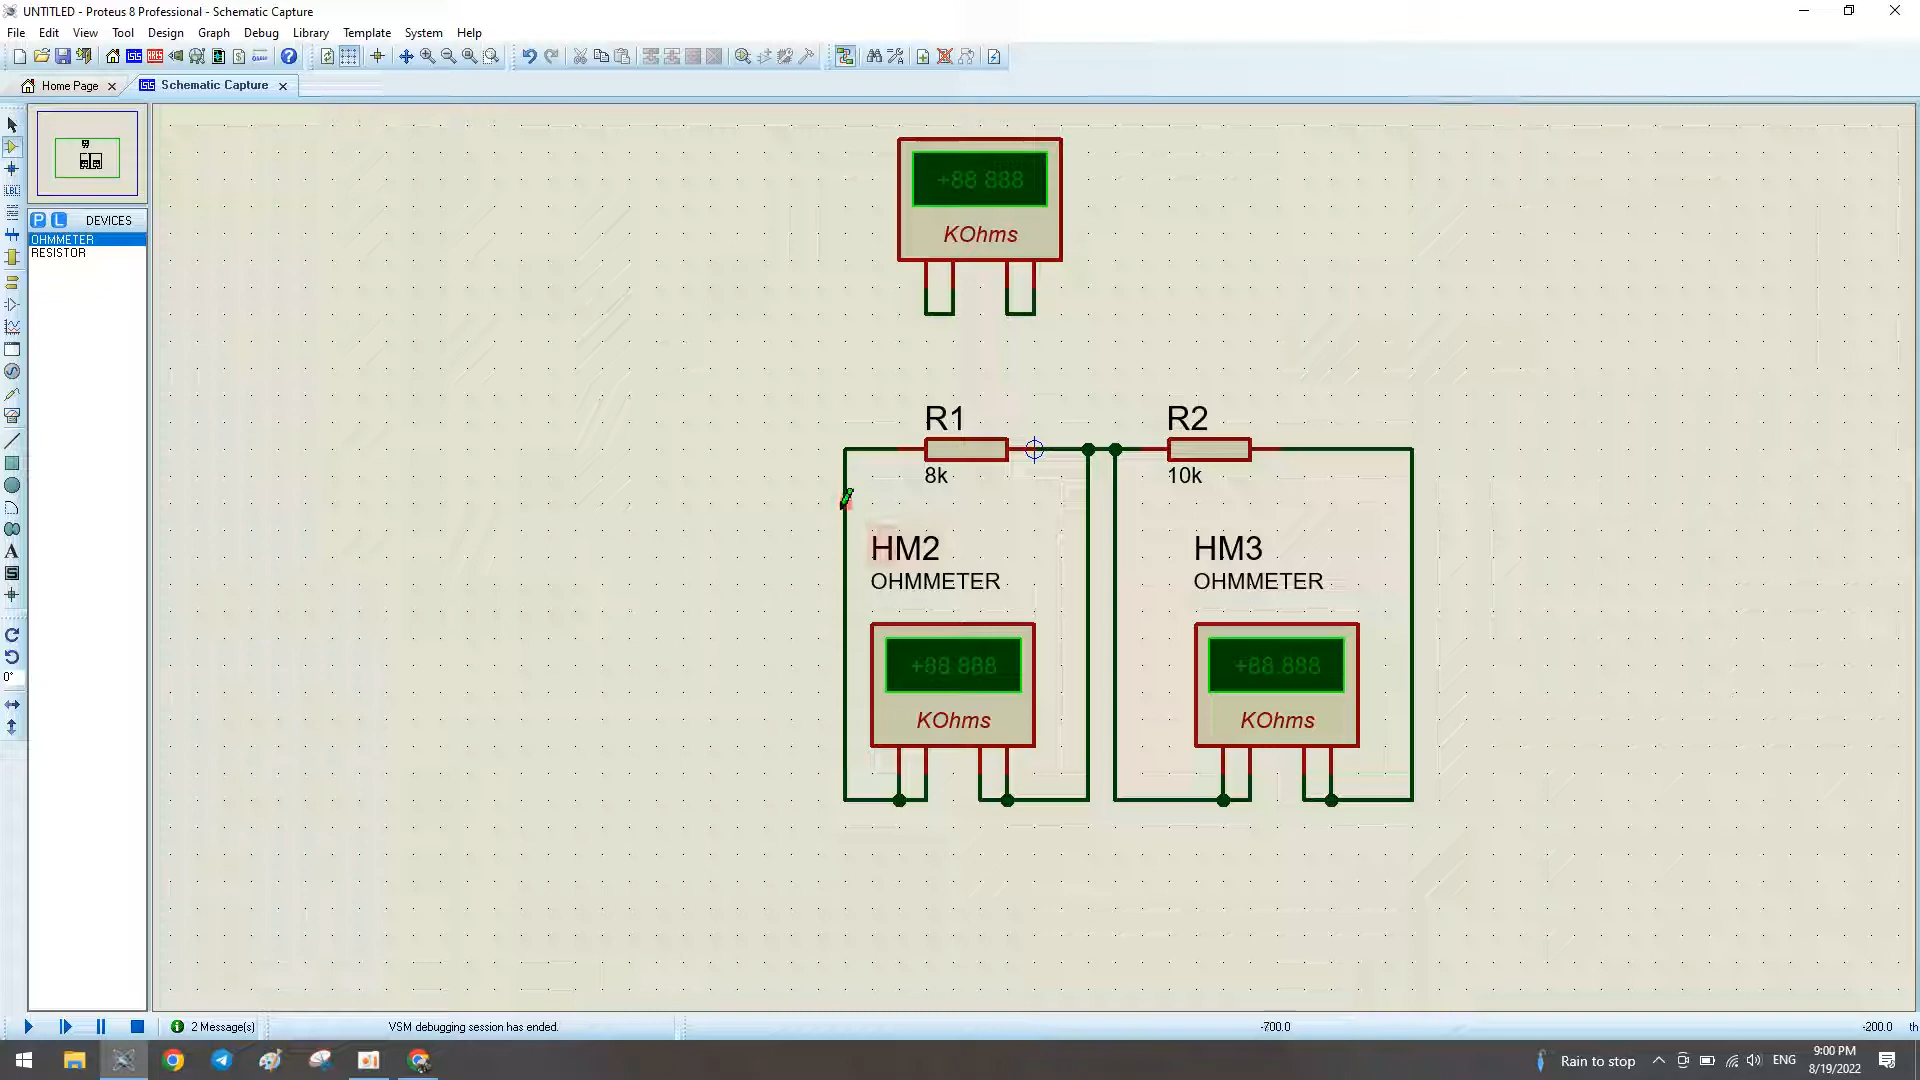 UNTITLED - Proteus 8 Professional - Schematic Capture
File Edit View Tool Design Graph Debug Library Template System Help
Home Page
Schematic Capture
+88 888
KOhms
P L DEVICES
OHMMETER
RESISTOR
LBL
R1
8k
R2
10k
HM2
OHMMETER
HM3
OHMMETER
+88.888
KOhms
+88.888
KOhms
A
S
0°
2 Message(s)
VSM debugging session has ended.
-700.0
-200.0
th
Rain to stop
ENG
9:00 PM
8/19/2022